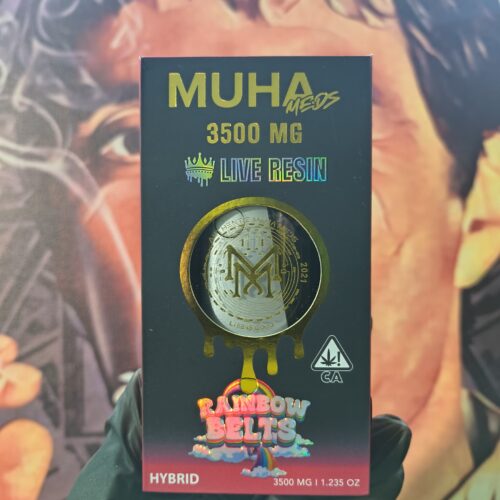 MUHA
MEDS
3500 MG
LIVE RESIN
2021
CA
RAINBOW
BELTS
HYBRID
3500 MG | 1.235 OZ